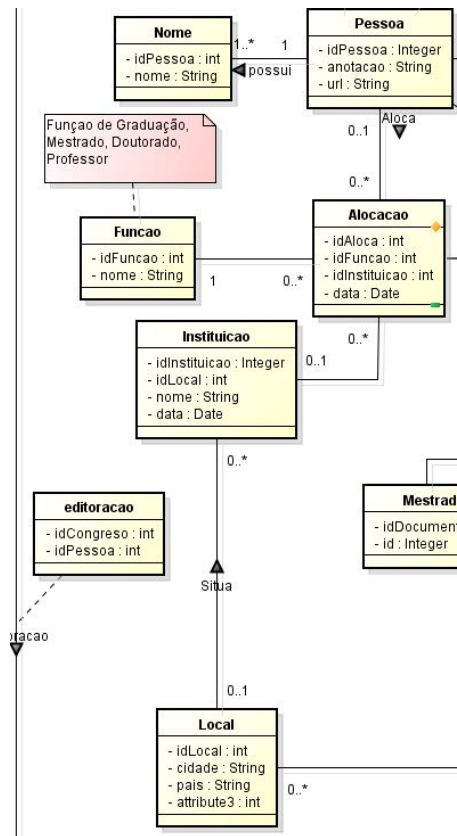 Nome
- idPessoa : int
- nome : String
1..*
1
possui
Pessoa
- idPessoa : Integer
- anotacao : String
- url : String
0..1
Aloca
0..*
Funçao de Graduação,
Mestrado, Doutorado,
Professor
Funcao
- idFuncao : int
- nome : String
1
0..*
Alocacao
- idAloca : int
- idFuncao : int
- idInstituicao : int
- data : Date
0..*
0..1
Instituicao
- idInstituicao : Integer
- idLocal : int
- nome : String
- data : Date
0..*
editoracao
- idCongreso : int
- idPessoa : int
Mestrad
- idDocument
- id : Integer
Situa
oracao
0..1
Local
- idLocal : int
- cidade : String
- pais : String
- attribute3 : int
0..*